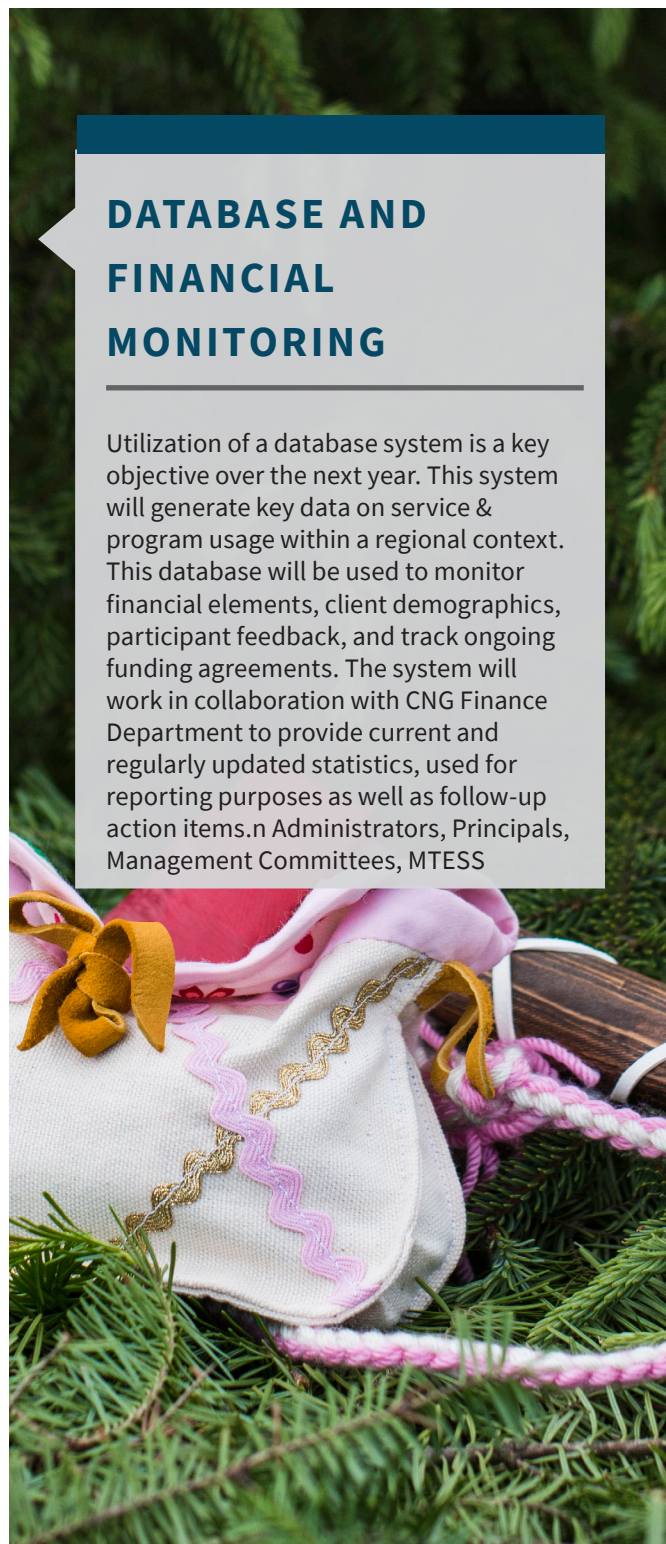 DATABASE AND
FINANCIAL
MONITORING
Utilization of a database system is a key
objective over the next year. This system
will generate key data on service &
program usage within a regional context.
This database will be used to monitor
financial elements, client demographics,
participant feedback, and track ongoing
funding agreements. The system will
work in collaboration with CNG Finance
Department to provide current and
regularly updated statistics, used for
reporting purposes as well as follow-up
action items.n Administrators, Principals,
Management Committees, MTESS